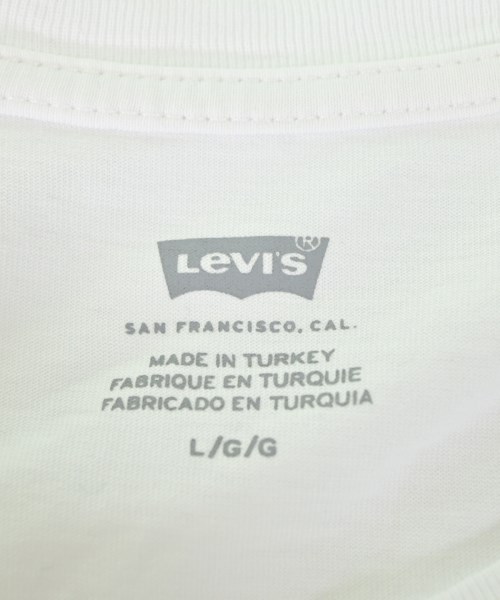 Levi's®
SAN FRANCISCO, CAL.
MADE IN TURKEY
FABRIQUE EN TURQUIE
FABRICADO EN TURQUIA
L/G/G